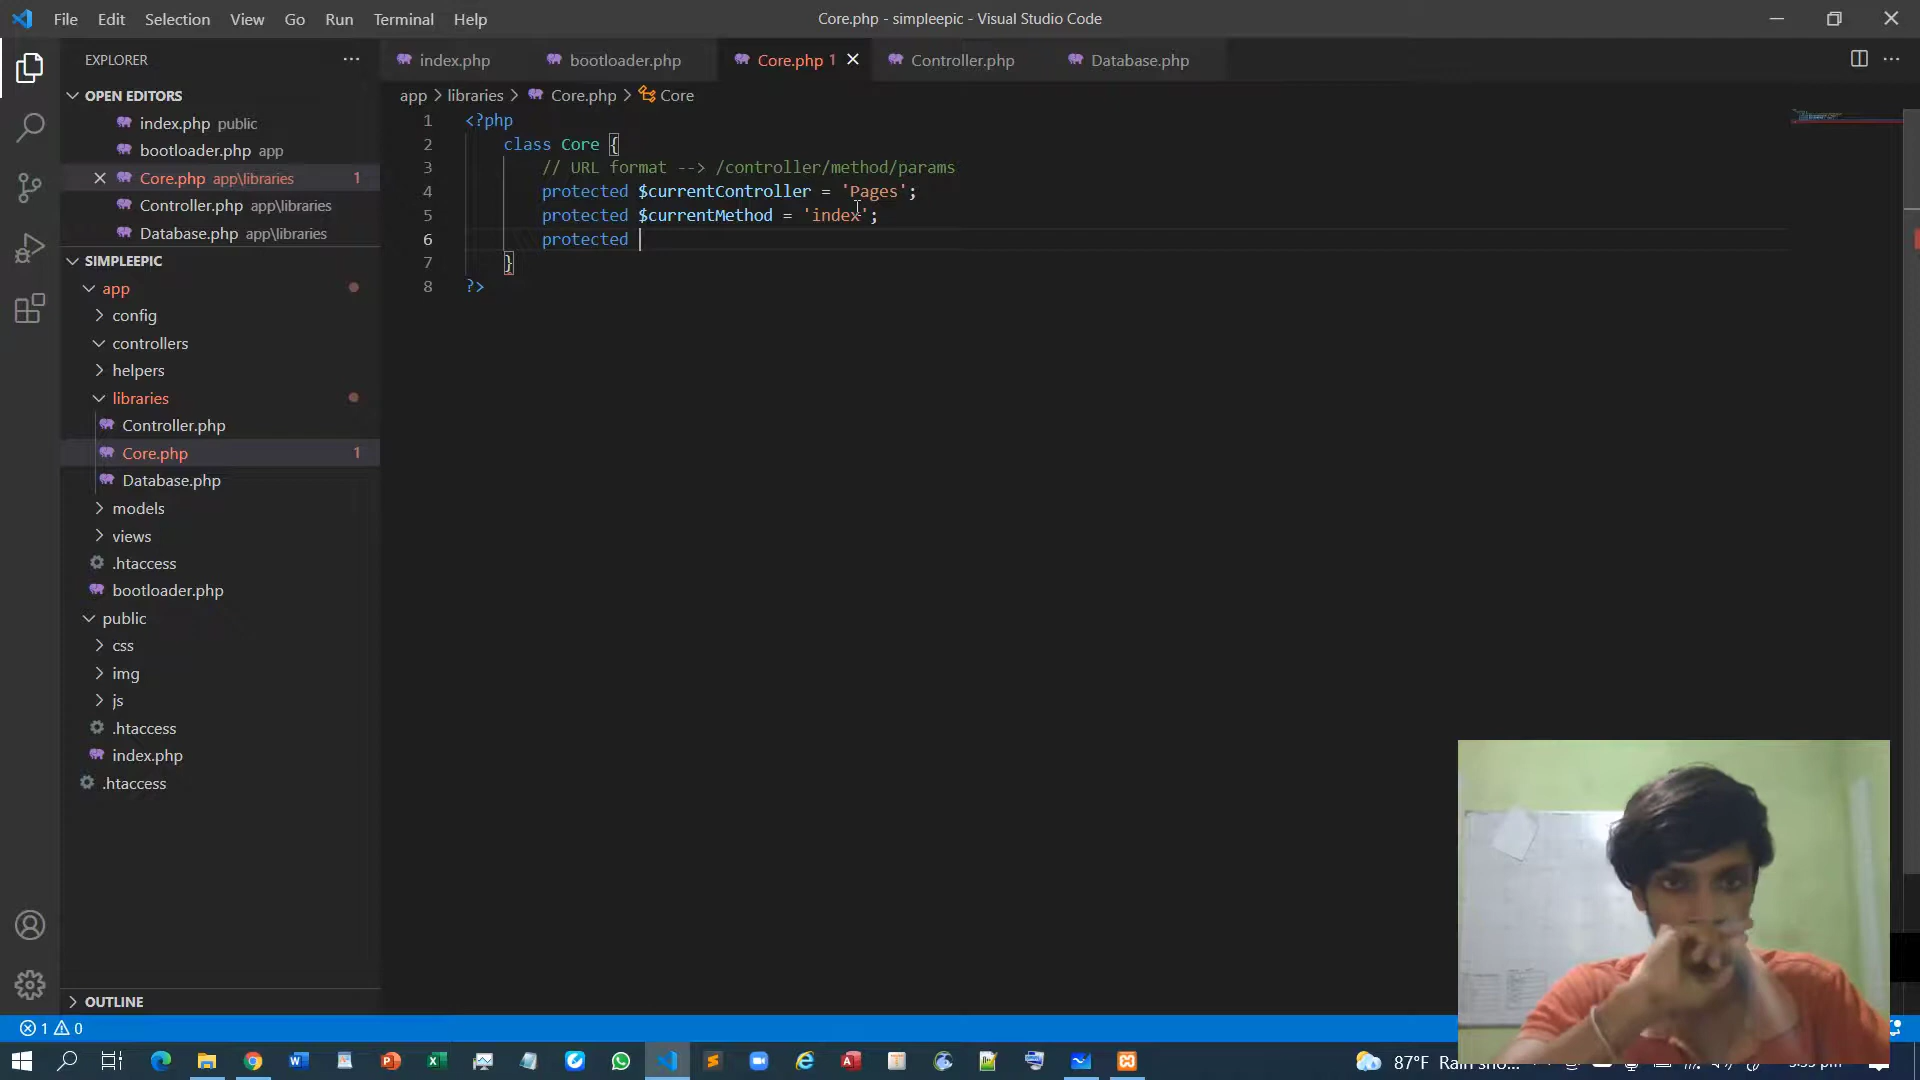 File Edit Selection View Go Run Terminal Help
Core.php - simpleepic - Visual Studio Code
EXPLORER
index.php
bootloader.php
Core.php 1
Controller.php
Database.php
OPEN EDITORS
index.php public
bootloader.php app
Core.php app\libraries 1
Controller.php app\libraries
Database.php app\libraries
SIMPLEEPIC
app
config
controllers
helpers
libraries
Controller.php
Core.php 1
Database.php
models
views
.htaccess
bootloader.php
public
css
img
js
.htaccess
index.php
.htaccess
OUTLINE
app > libraries > Core.php > Core
1 <?php
2 class Core {
3 // URL format --> /controller/method/params
4 protected $currentController = 'Pages';
5 protected $currentMethod = 'index';
6 protected
7 }
8 ?>
1 0
87°F Rain sho...